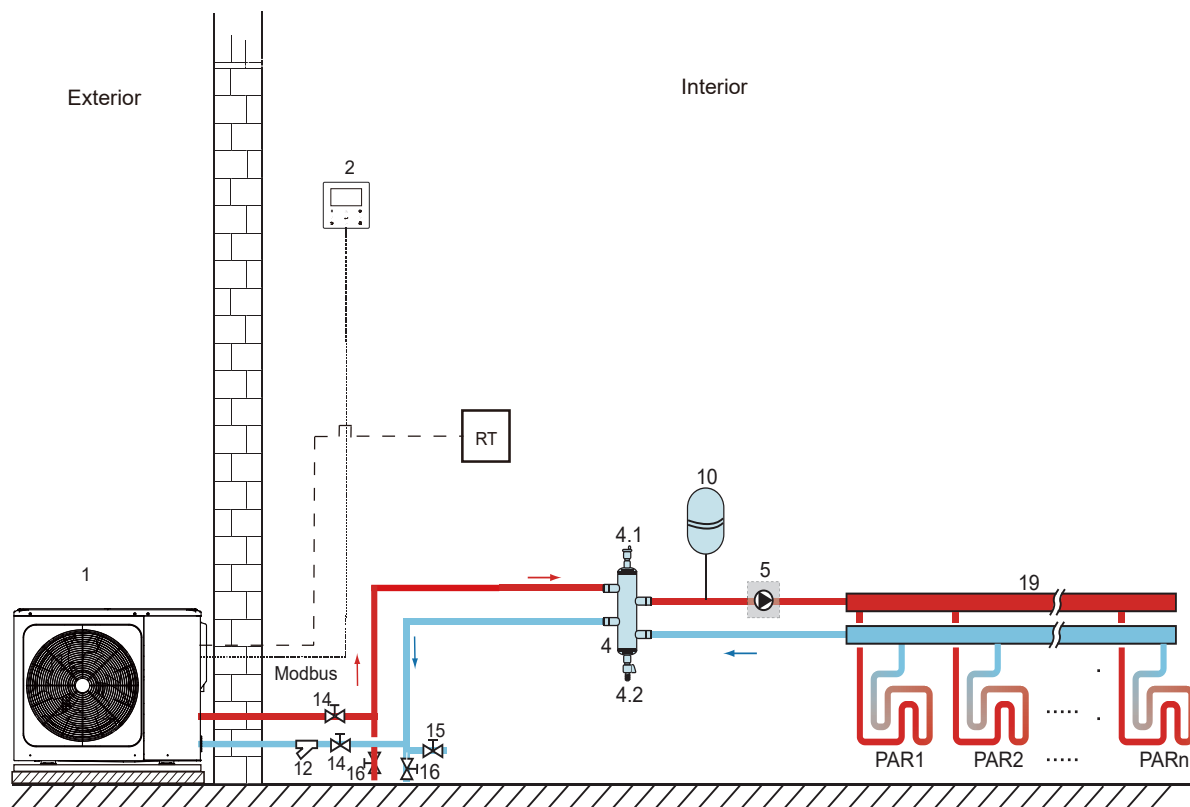 Exterior
Interior
2
RT
10
4.1
5
1
19
4
Modbus
4.2
14
15
12
14
16
16
PAR1
PAR2
.....
.....
PARn